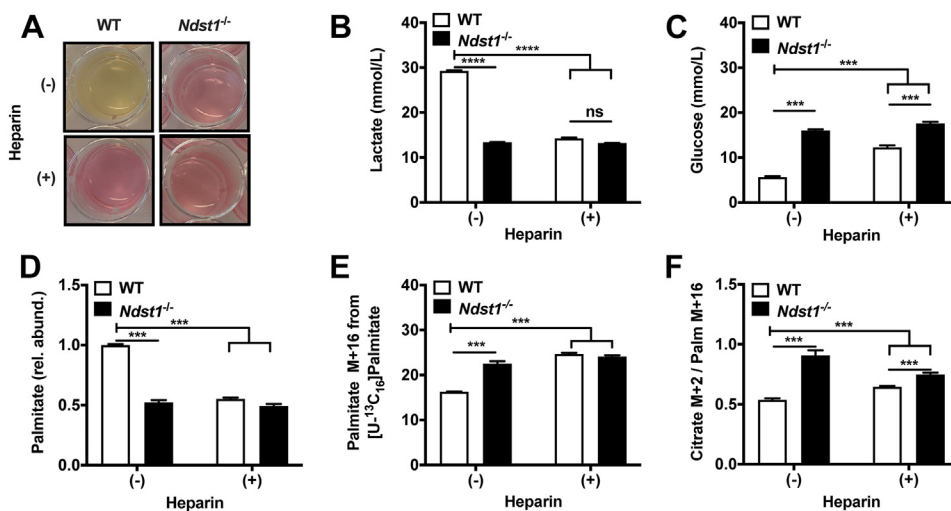 A
WT
Ndst1-/-
Heparin
(-)
(+)
B
WT
Ndst1-/-
Lactate (mmol/L)
40
30
20
10
0
****
****
ns
(-)
(+)
Heparin
C
WT
Ndst1-/-
Glucose (mmol/L)
40
30
20
10
0
***
***
***
(-)
(+)
Heparin
D
WT
Ndst1-/-
Palmitate (rel. abund.)
1.5
1.0
0.5
0.0
***
***
(-)
(+)
Heparin
E
WT
Ndst1-/-
Palmitate M+16 from
[U-13C16]Palmitate
40
30
20
10
0
***
***
(-)
(+)
Heparin
F
WT
Ndst1-/-
Citrate M+2 / Palm M+16
1.5
1.0
0.5
0.0
***
***
***
(-)
(+)
Heparin